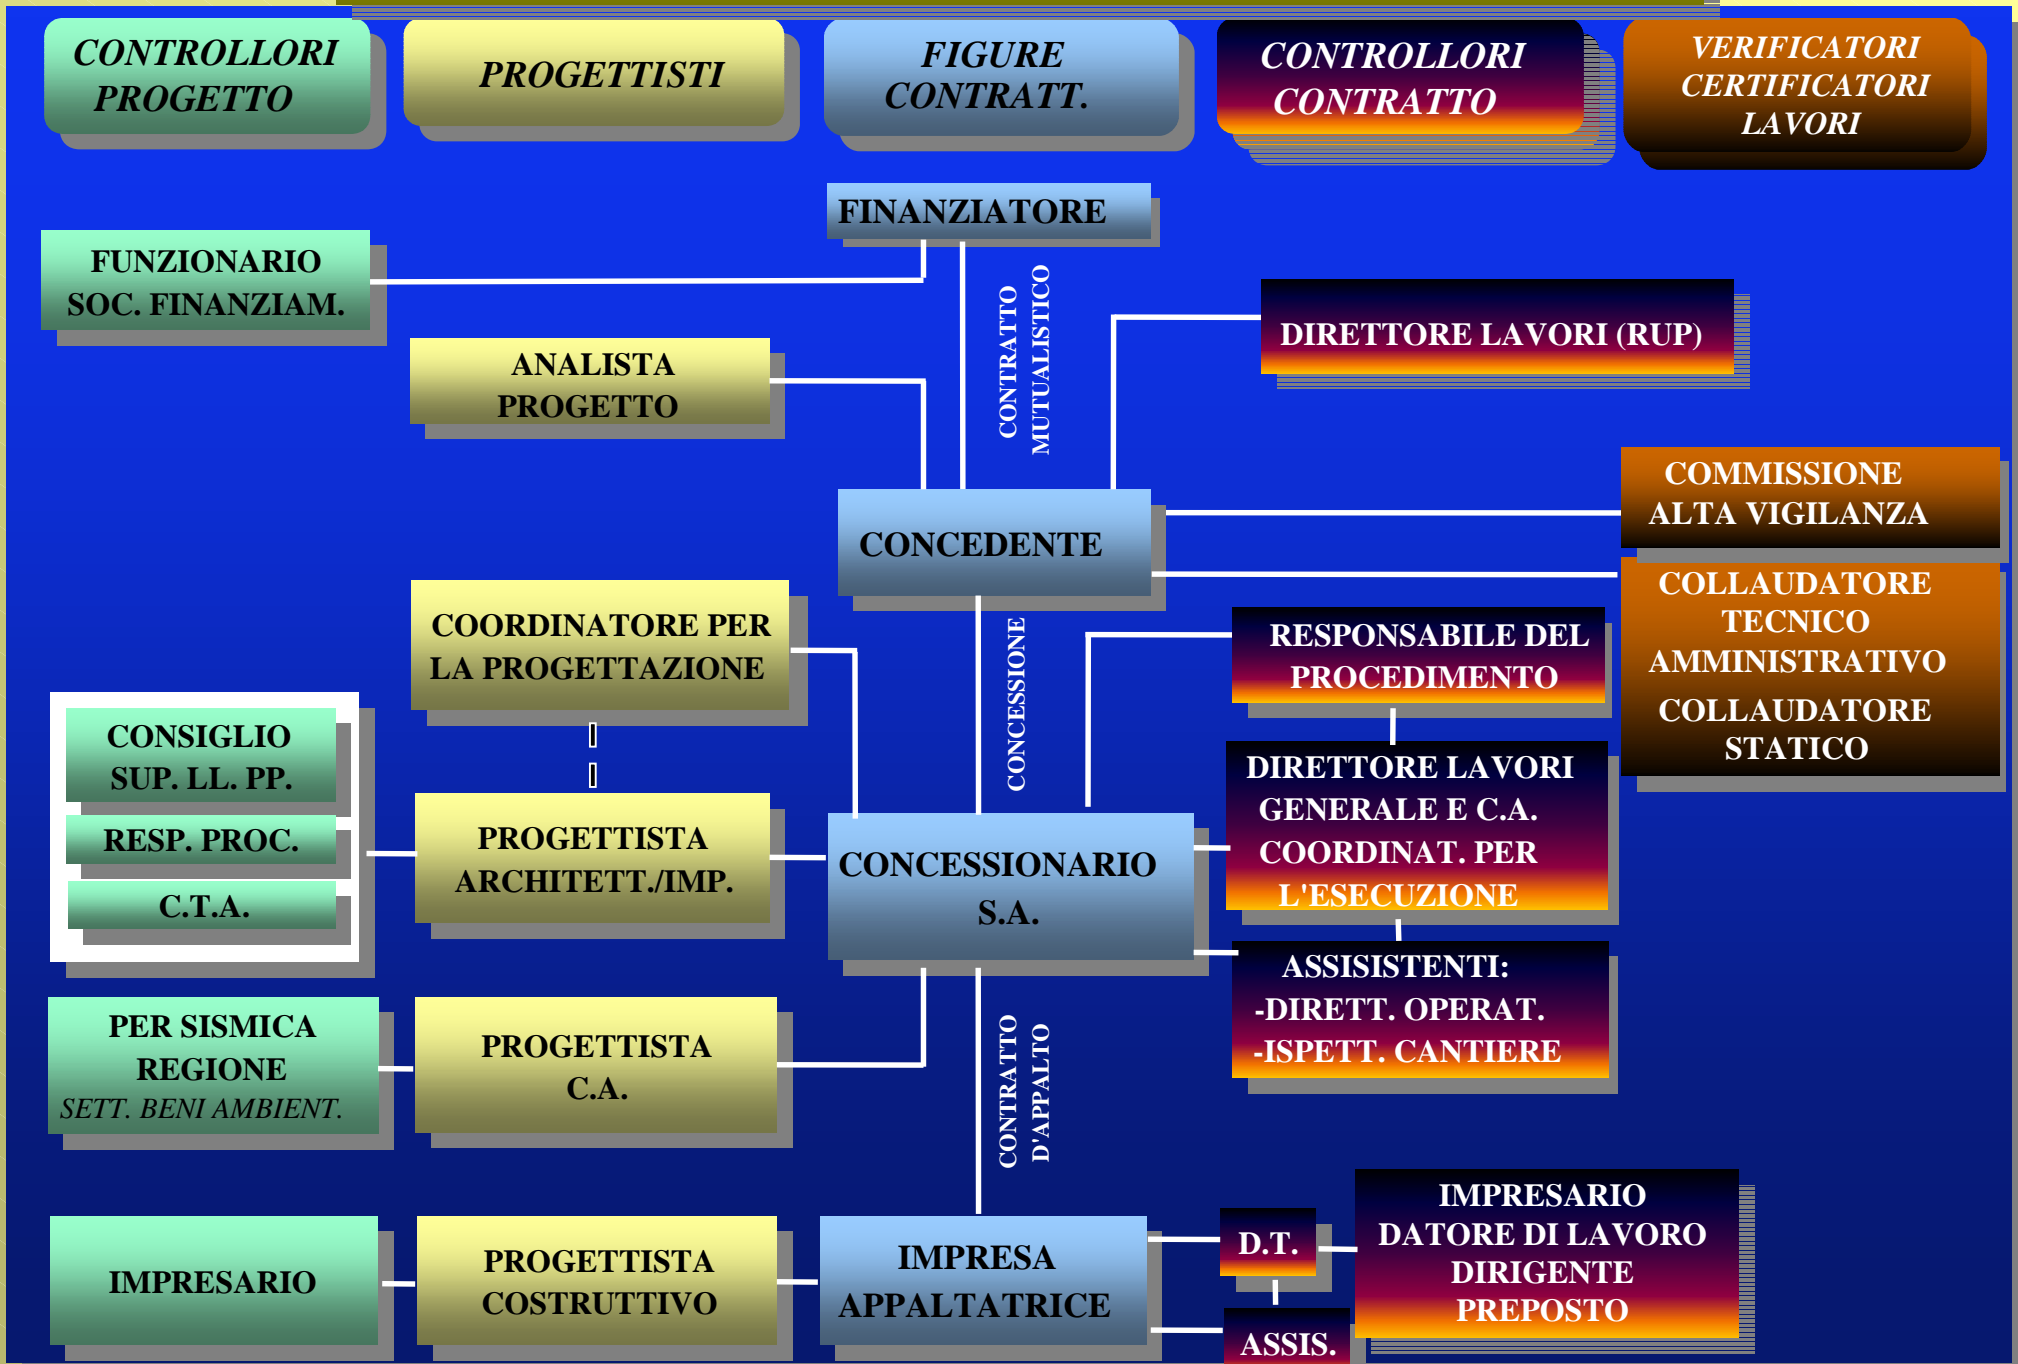 CONTROLLORI
PROGETTO
PROGETTISTI
FIGURE
CONTRATT.
CONTROLLORI
CONTRATTO
VERIFICATORI
CERTIFICATORI
LAVORI
FINANZIATORE
FUNZIONARIO
SOC. FINANZIAM.
CONTRATTO
MUTUALISTICO
DIRETTORE LAVORI (RUP)
ANALISTA
PROGETTO
CONCEDENTE
COMMISSIONE
ALTA VIGILANZA
COLLAUDATORE
TECNICO
AMMINISTRATIVO
COLLAUDATORE
STATICO
COORDINATORE PER
LA PROGETTAZIONE
CONCESSIONE
RESPONSABILE DEL
PROCEDIMENTO
CONSIGLIO
SUP. LL. PP.
RESP. PROC.
C.T.A.
PROGETTISTA
ARCHITETT./IMP.
CONCESSIONARIO
S.A.
DIRETTORE LAVORI
GENERALE E C.A.
COORDINAT. PER
L'ESECUZIONE
ASSISISTENTI:
-DIRETT. OPERAT.
-ISPETT. CANTIERE
PER SISMICA
REGIONE
SETT. BENI AMBIENT.
PROGETTISTA
C.A.
CONTRATTO
D'APPALTO
IMPRESARIO
PROGETTISTA
COSTRUTTIVO
IMPRESA
APPALTATRICE
D.T.
ASSIS.
IMPRESARIO
DATORE DI LAVORO
DIRIGENTE
PREPOSTO